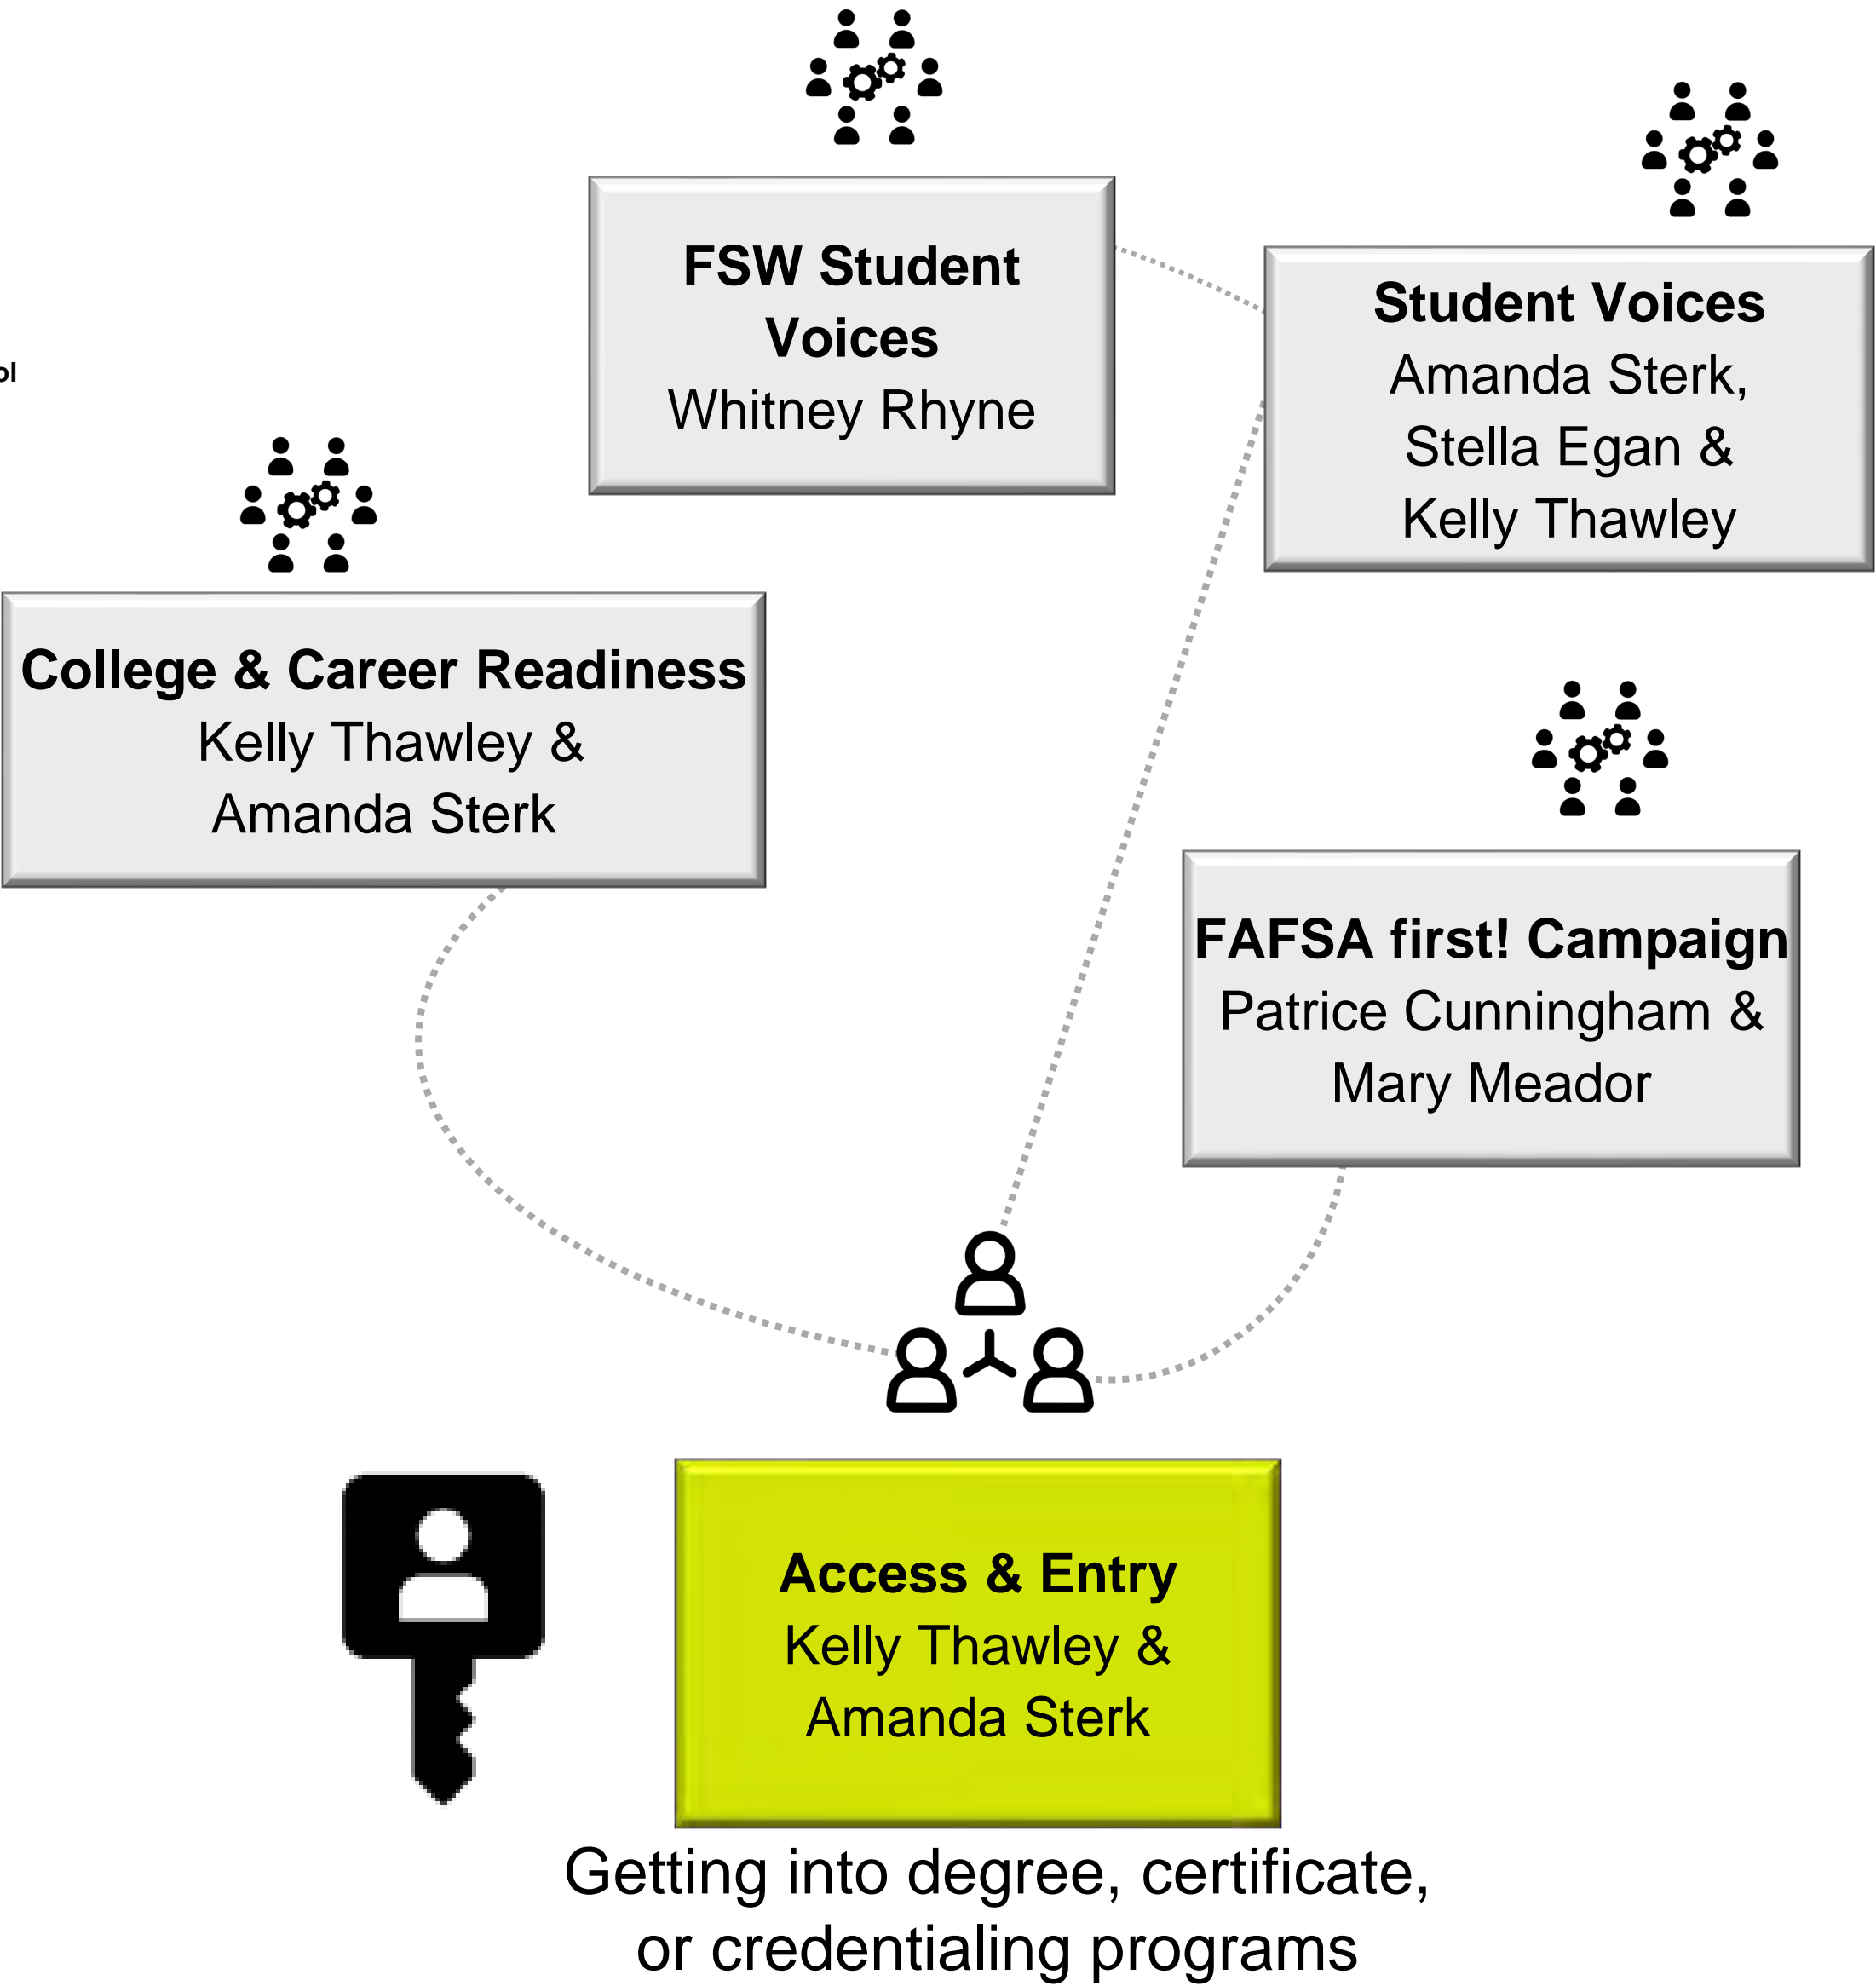 FSW Student
Voices
Whitney Rhyne
Student Voices
Amanda Sterk,
Stella Egan &
Kelly Thawley
ol
College & Career Readiness
Kelly Thawley &
Amanda Sterk
FAFSA first! Campaign
Patrice Cunningham &
Mary Meador
Access & Entry
Kelly Thawley &
Amanda Sterk
Getting into degree, certificate,
or credentialing programs